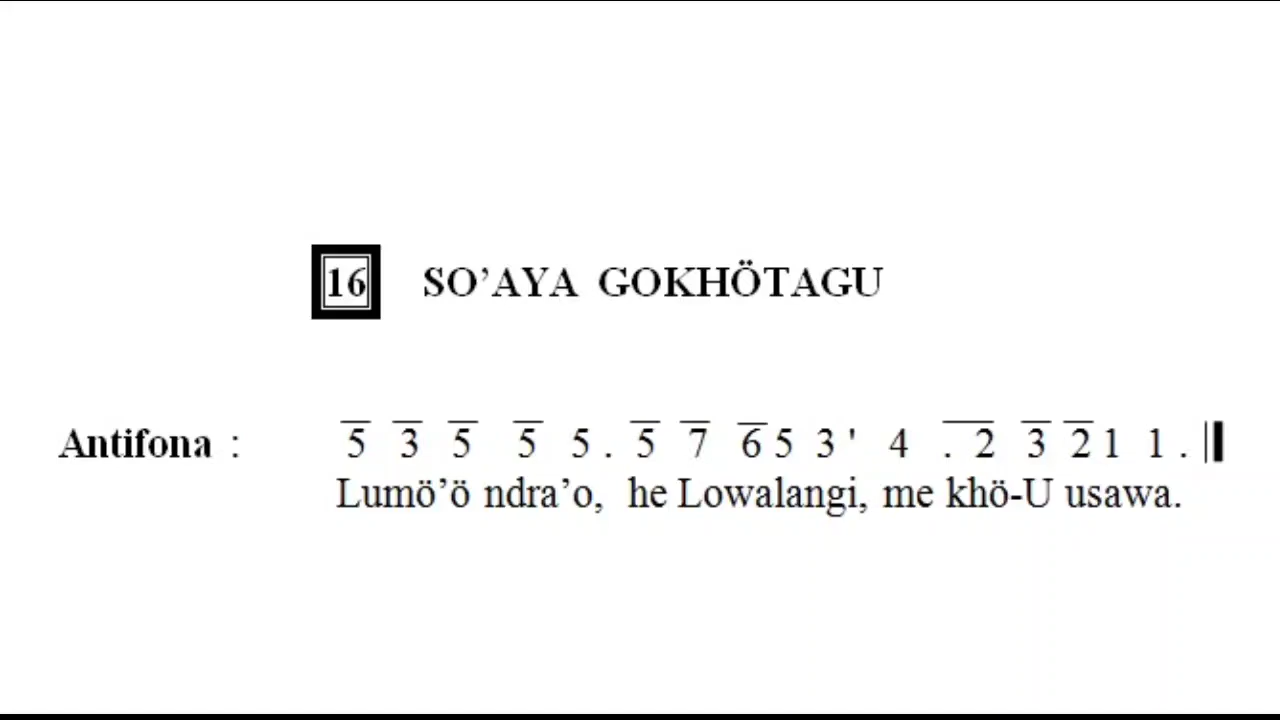 16 SO’AYA GOKHÖTAGU
Antifona : 5 3 5 5 5 . 5 7 6 5 3 ' 4 . 2 3 2 1 1 .
Lumö’ö ndra’o, he Lowalangi, me khö-U usawa.